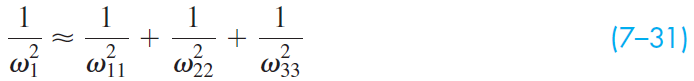 1/ω₁² ≈ 1/ω₁₁² + 1/ω₂₂² + 1/ω₃₃² (7–31)